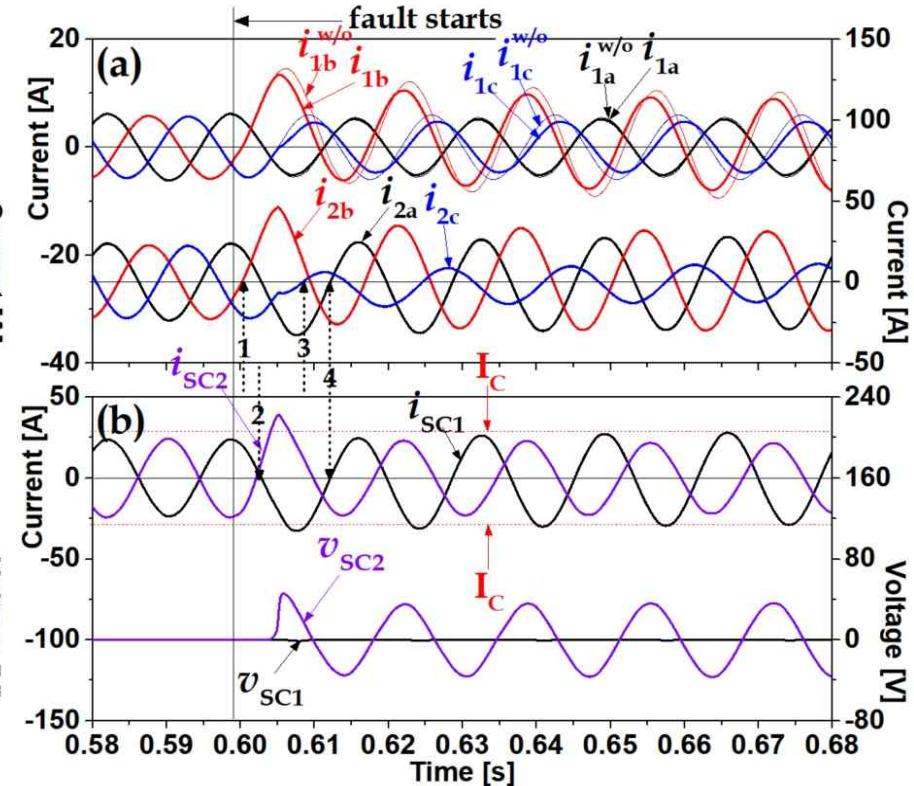 fault starts
20
150
(a)
i1b^w/o
i1b
i1c
i1c^w/o
i1a^w/o
i1a
10
100
0
-10
50
i2b
i2a
i2c
-20
0
-30
-40
-50
Current [A]
Current [A]
1
2
3
4
iSC2
IC
50
240
(b)
iSC1
0
160
-50
80
vSC2
IC
-100
0
vSC1
-150
-80
Current [A]
Voltage [V]
0.58 0.59 0.60 0.61 0.62 0.63 0.64 0.65 0.66 0.67 0.68
Time [s]